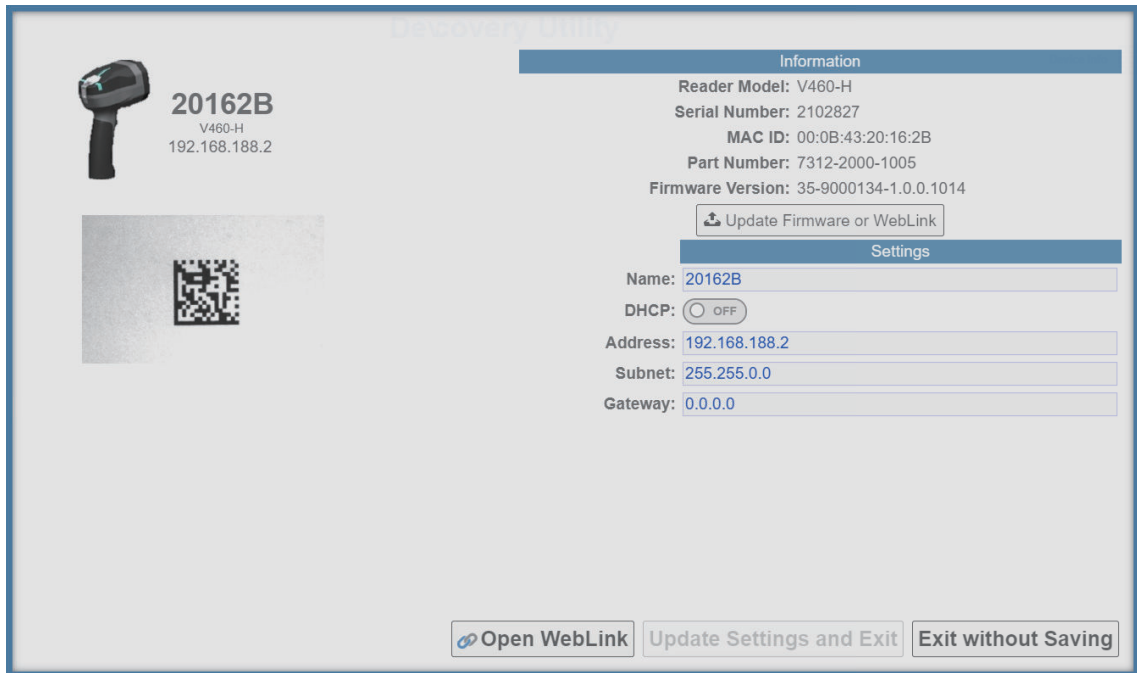 Discovery Utility
20162B
V460-H
192.168.188.2
Information
Reader Model: V460-H
Serial Number: 2102827
MAC ID: 00:0B:43:20:16:2B
Part Number: 7312-2000-1005
Firmware Version: 35-9000134-1.0.0.1014
Update Firmware or WebLink
Settings
Name: 20162B
DHCP: OFF
Address: 192.168.188.2
Subnet: 255.255.0.0
Gateway: 0.0.0.0
Open WebLink Update Settings and Exit Exit without Saving